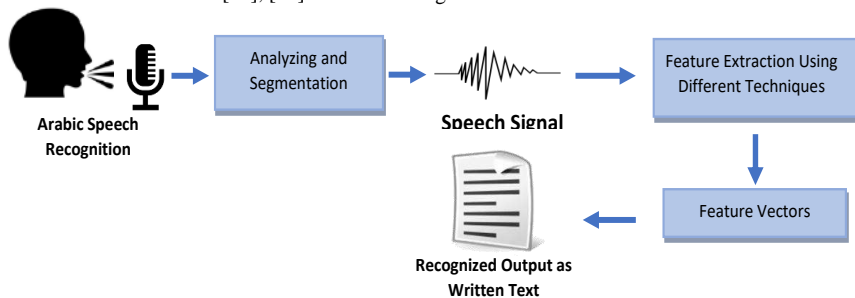 Analyzing and
Segmentation
Feature Extraction Using
Different Techniques
Arabic Speech
Recognition
Speech Signal
Feature Vectors
Recognized Output as
Written Text